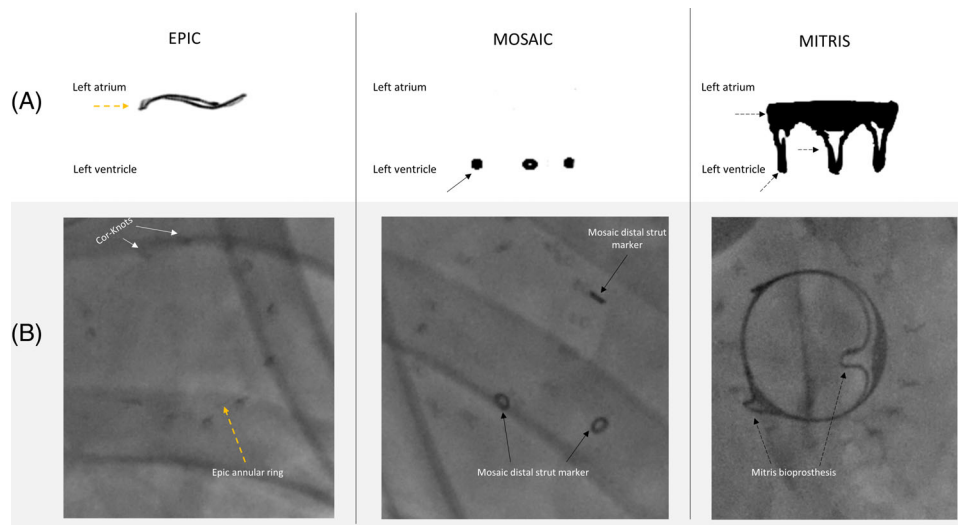 EPIC
MOSAIC
MITRIS
(A)
Left atrium
Left ventricle
Left atrium
Left ventricle
Left atrium
Left ventricle
(B)
Cor-Knots
Epic annular ring
Mosaic distal strut
marker
Mosaic distal strut marker
Mitris bioprosthesis